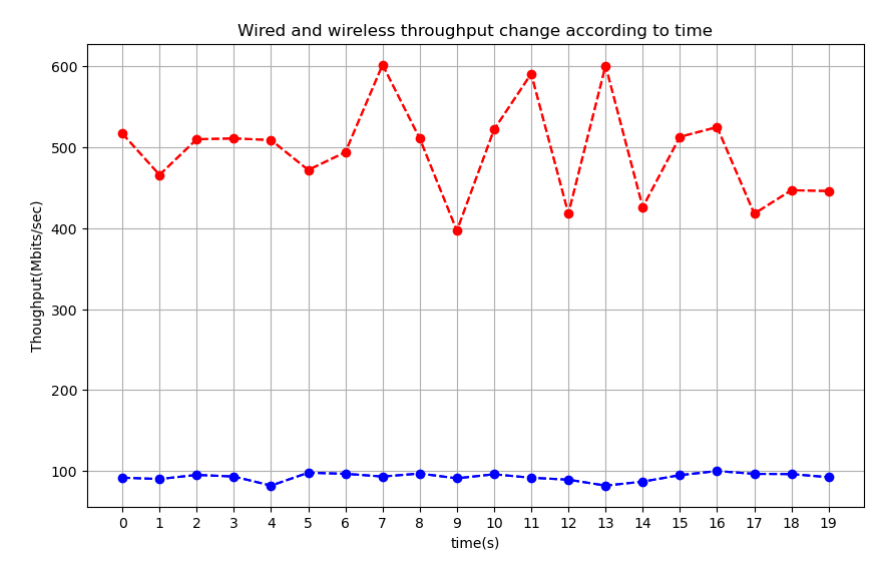 Wired and wireless throughput change according to time
600
500
400
300
200
100
Thoughput(Mbits/sec)
0 1 2 3 4 5 6 7 8 9 10 11 12 13 14 15 16 17 18 19
time(s)